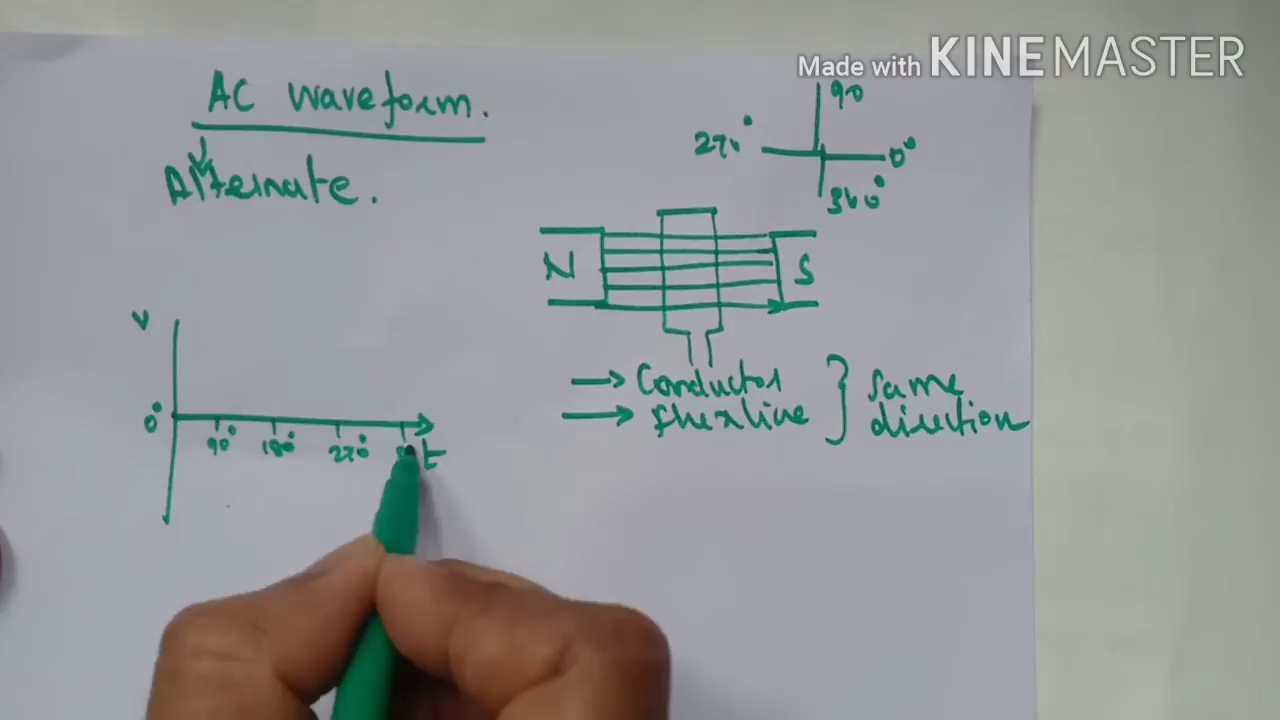 Made with KINEMASTER
AC waveform.
Alternate.
90
270°
0°
360°
N
S
V
0°
90°
180°
270°
t
→ Conductor
→ fluxline
} same
direction